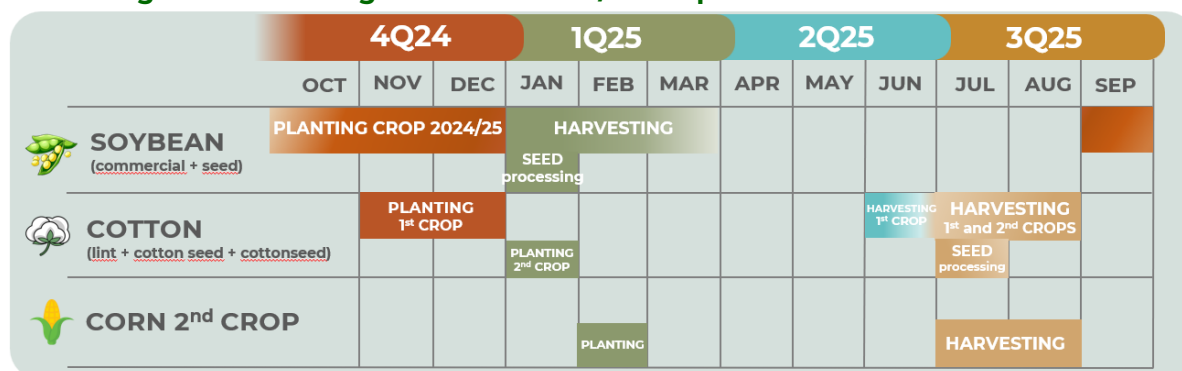 4Q24 1Q25 2Q25 3Q25
OCT NOV DEC JAN FEB MAR APR MAY JUN JUL AUG SEP
PLANTING CROP 2024/25 HARVESTING
SOYBEAN
(commercial + seed)
SEED
processing
COTTON
(lint + cotton seed + cottonseed)
PLANTING
1st CROP
PLANTING
2nd CROP
HARVESTING
1st CROP
HARVESTING
1st and 2nd CROPS
SEED
processing
CORN 2nd CROP
PLANTING
HARVESTING